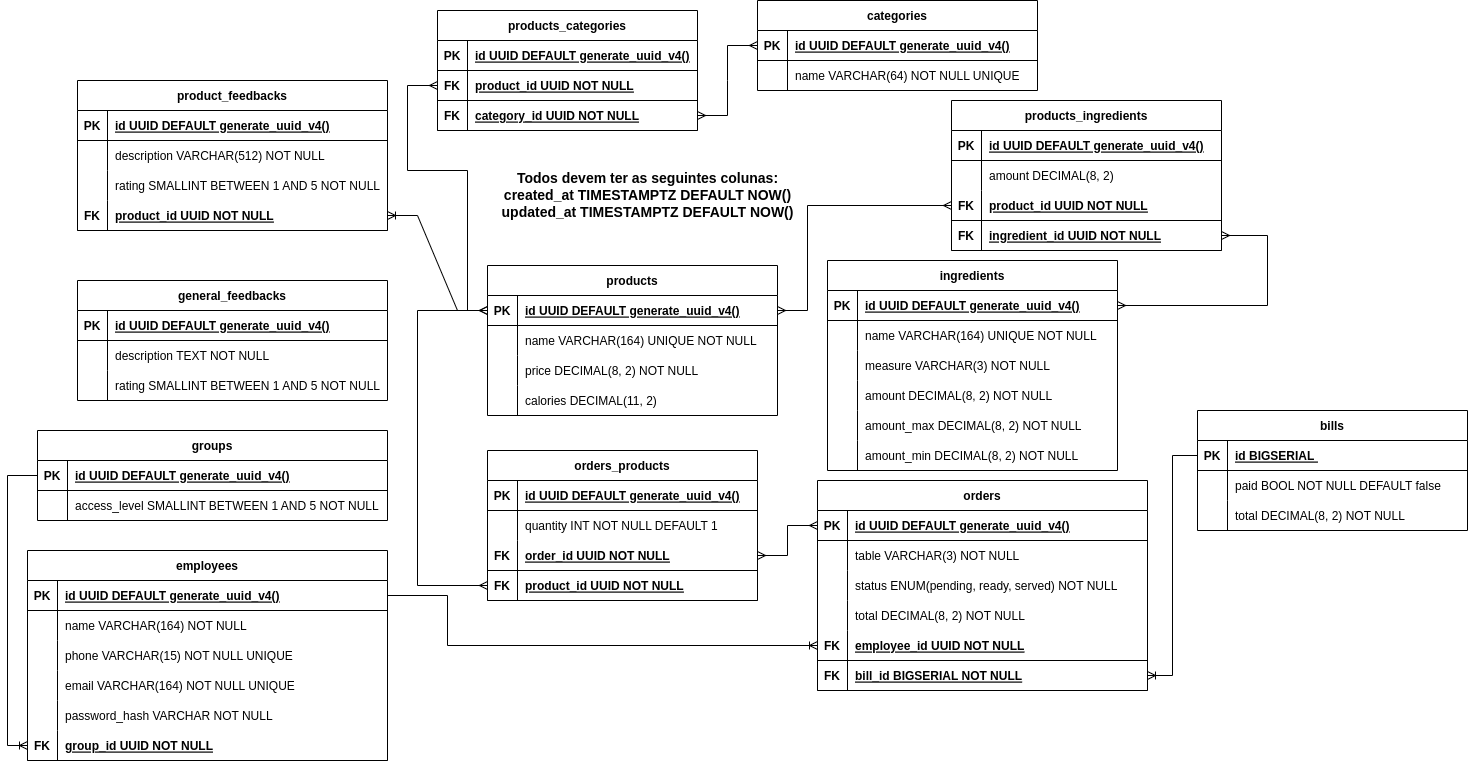 products_categories
PK id UUID DEFAULT generate_uuid_v4()
FK product_id UUID NOT NULL
FK category_id UUID NOT NULL
categories
PK id UUID DEFAULT generate_uuid_v4()
name VARCHAR(64) NOT NULL UNIQUE
product_feedbacks
PK id UUID DEFAULT generate_uuid_v4()
description VARCHAR(512) NOT NULL
rating SMALLINT BETWEEN 1 AND 5 NOT NULL
FK product_id UUID NOT NULL
products_ingredients
PK id UUID DEFAULT generate_uuid_v4()
amount DECIMAL(8, 2)
FK product_id UUID NOT NULL
FK ingredient_id UUID NOT NULL
Todos devem ter as seguintes colunas:
created_at TIMESTAMPTZ DEFAULT NOW()
updated_at TIMESTAMPTZ DEFAULT NOW()
general_feedbacks
PK id UUID DEFAULT generate_uuid_v4()
description TEXT NOT NULL
rating SMALLINT BETWEEN 1 AND 5 NOT NULL
products
PK id UUID DEFAULT generate_uuid_v4()
name VARCHAR(164) UNIQUE NOT NULL
price DECIMAL(8, 2) NOT NULL
calories DECIMAL(11, 2)
ingredients
PK id UUID DEFAULT generate_uuid_v4()
name VARCHAR(164) UNIQUE NOT NULL
measure VARCHAR(3) NOT NULL
amount DECIMAL(8, 2) NOT NULL
amount_max DECIMAL(8, 2) NOT NULL
amount_min DECIMAL(8, 2) NOT NULL
groups
PK id UUID DEFAULT generate_uuid_v4()
access_level SMALLINT BETWEEN 1 AND 5 NOT NULL
orders_products
PK id UUID DEFAULT generate_uuid_v4()
quantity INT NOT NULL DEFAULT 1
FK order_id UUID NOT NULL
FK product_id UUID NOT NULL
bills
PK id BIGSERIAL
paid BOOL NOT NULL DEFAULT false
total DECIMAL(8, 2) NOT NULL
employees
PK id UUID DEFAULT generate_uuid_v4()
name VARCHAR(164) NOT NULL
phone VARCHAR(15) NOT NULL UNIQUE
email VARCHAR(164) NOT NULL UNIQUE
password_hash VARCHAR NOT NULL
FK group_id UUID NOT NULL
orders
PK id UUID DEFAULT generate_uuid_v4()
table VARCHAR(3) NOT NULL
status ENUM(pending, ready, served) NOT NULL
total DECIMAL(8, 2) NOT NULL
FK employee_id UUID NOT NULL
FK bill_id BIGSERIAL NOT NULL